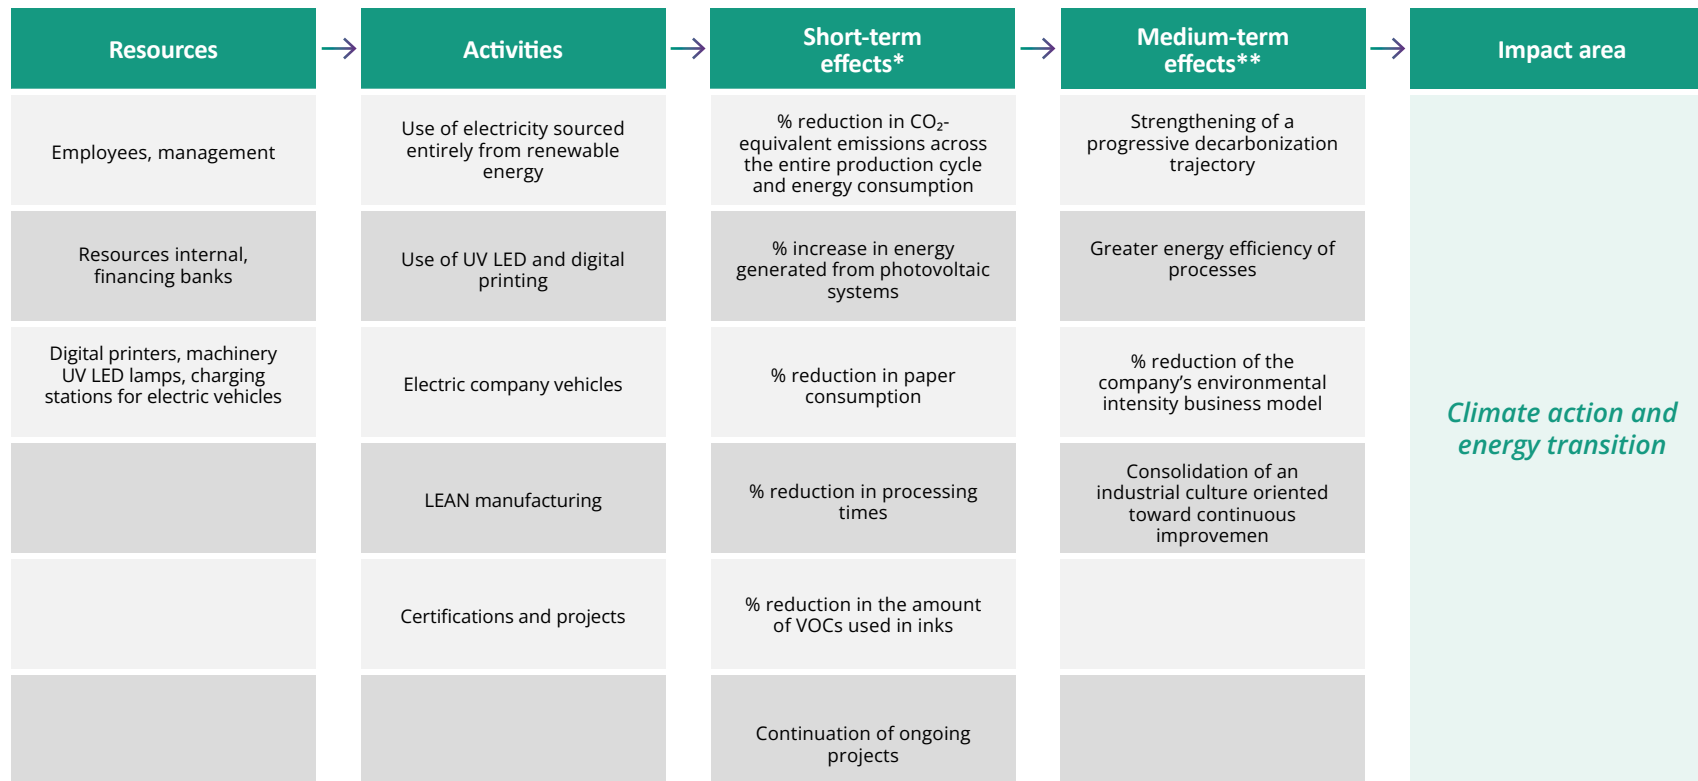 Resources
Activities
Short-term
effects*
Medium-term
effects**
Impact area
Employees, management
Use of electricity sourced
entirely from renewable
energy
% reduction in CO₂-
equivalent emissions across
the entire production cycle
and energy consumption
Strengthening of a
progressive decarbonization
trajectory
Resources internal,
financing banks
Use of UV LED and digital
printing
% increase in energy
generated from photovoltaic
systems
Greater energy efficiency of
processes
Digital printers, machinery
UV LED lamps, charging
stations for electric vehicles
Electric company vehicles
% reduction in paper
consumption
% reduction of the
company’s environmental
intensity business model
Climate action and
energy transition
LEAN manufacturing
% reduction in processing
times
Consolidation of an
industrial culture oriented
toward continuous
improvemen
Certifications and projects
% reduction in the amount
of VOCs used in inks
Continuation of ongoing
projects